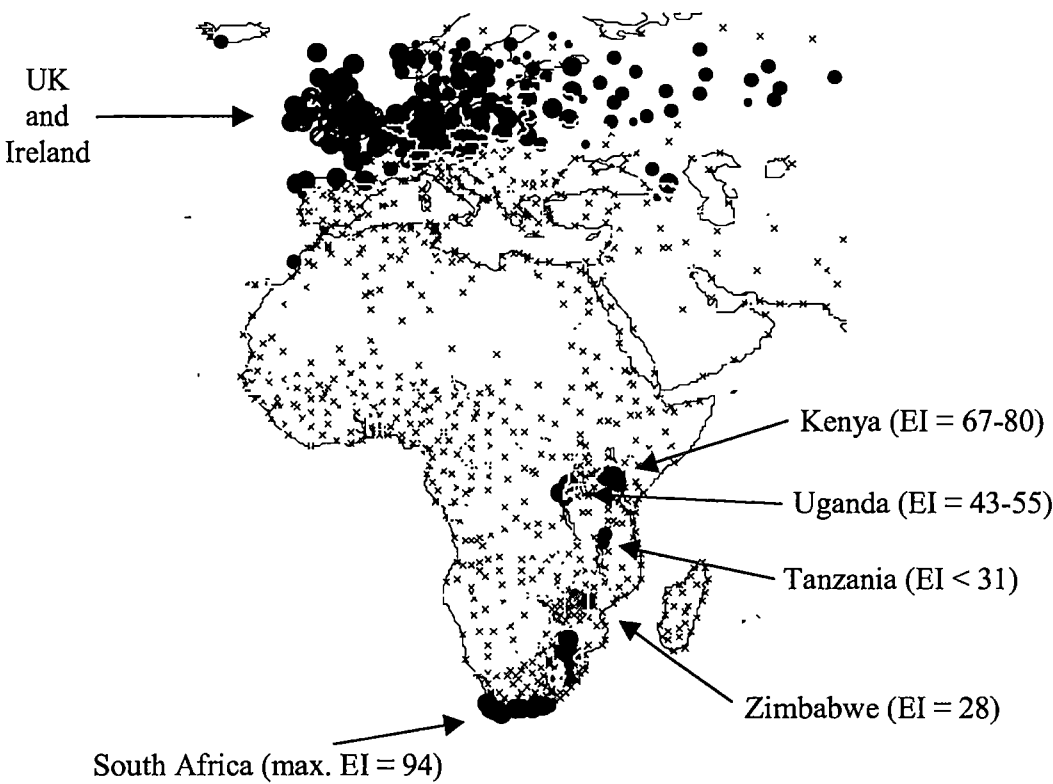 UK
and
Ireland
Kenya (EI = 67-80)
Uganda (EI = 43-55)
Tanzania (EI < 31)
Zimbabwe (EI = 28)
South Africa (max. EI = 94)